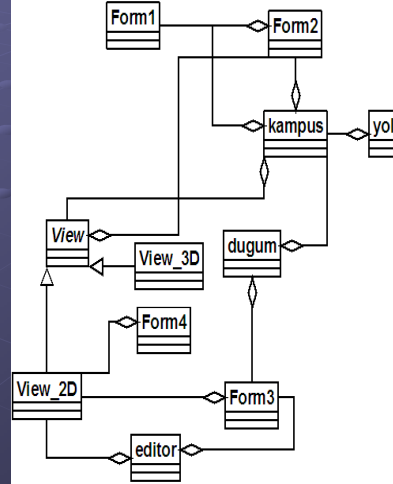 Form1
Form2
kampus
yol
View
View_3D
dugum
Form4
View_2D
Form3
editor